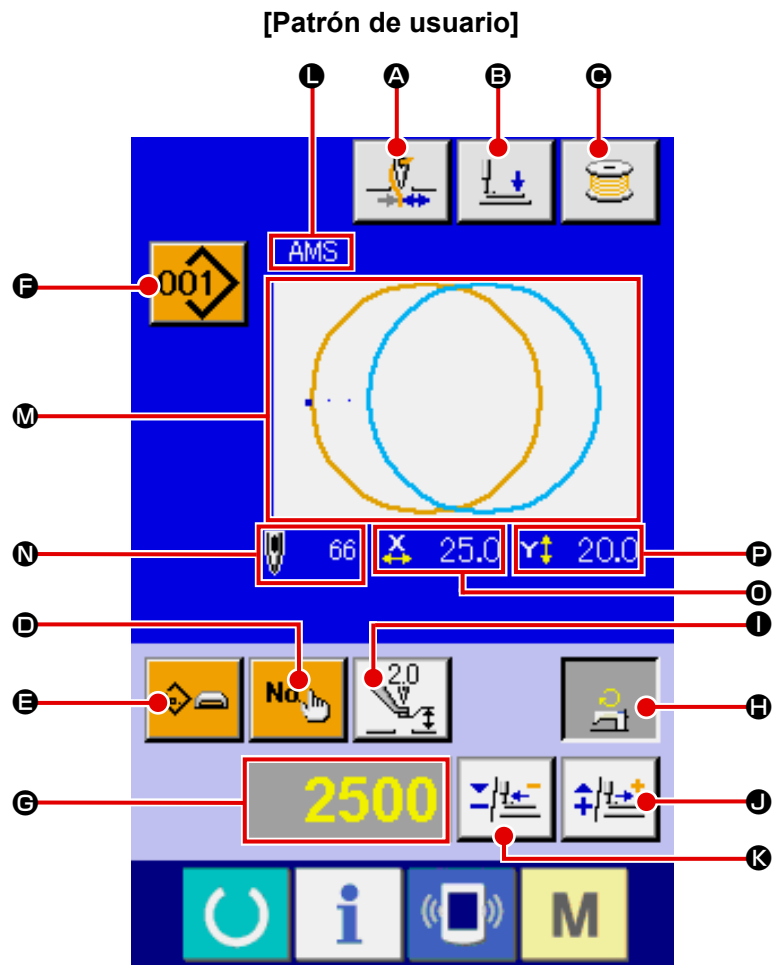 [Patrón de usuario]
L A B C
AMS
F 001
M
N 66 X 25.0 Y 20.0 P
O
D I
E No. 2.0 H
G 2500 J
K
i M